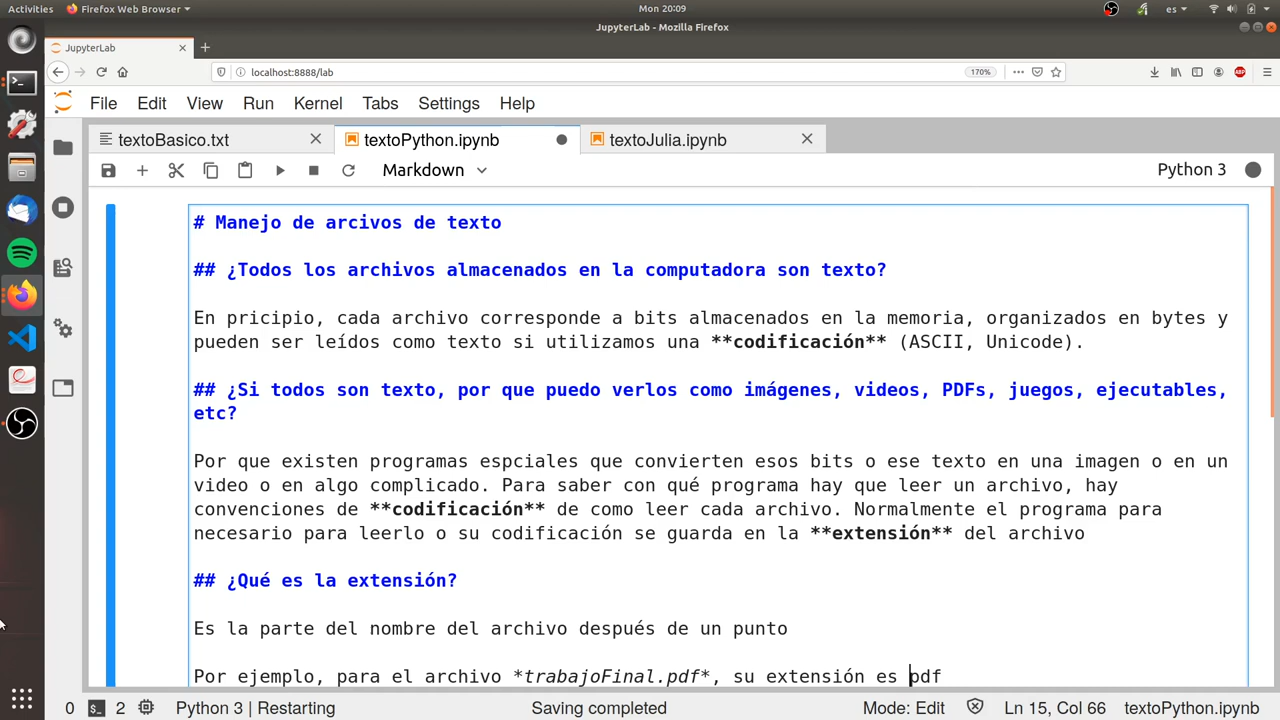 Activities Firefox Web Browser Mon 20:09 es
JupyterLab - Mozilla Firefox
JupyterLab
localhost:8888/lab 170% ABP
File Edit View Run Kernel Tabs Settings Help
textoBasico.txt textoPython.ipynb textoJulia.ipynb
Markdown Python 3
# Manejo de arcivos de texto
## ¿Todos los archivos almacenados en la computadora son texto?
En pricipio, cada archivo corresponde a bits almacenados en la memoria, organizados en bytes y
pueden ser leídos como texto si utilizamos una **codificación** (ASCII, Unicode).
## ¿Si todos son texto, por que puedo verlos como imágenes, videos, PDFs, juegos, ejecutables,
etc?
Por que existen programas espciales que convierten esos bits o ese texto en una imagen o en un
video o en algo complicado. Para saber con qué programa hay que leer un archivo, hay
convenciones de **codificación** de como leer cada archivo. Normalmente el programa para
necesario para leerlo o su codificación se guarda en la **extensión** del archivo
## ¿Qué es la extensión?
Es la parte del nombre del archivo después de un punto
Por ejemplo, para el archivo *trabajoFinal.pdf*, su extensión es pdf
0 2 Python 3 | Restarting Saving completed Mode: Edit Ln 15, Col 66 textoPython.ipynb